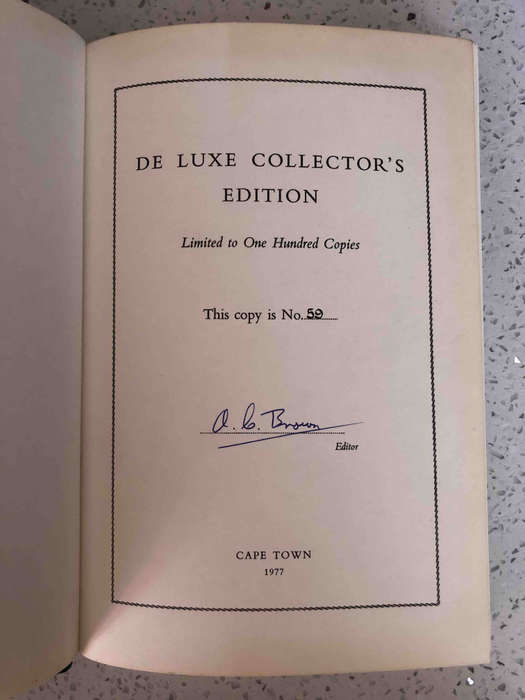 DE LUXE COLLECTOR'S
EDITION
Limited to One Hundred Copies
This copy is No. 59
A. C. Brown
Editor
CAPE TOWN
1977